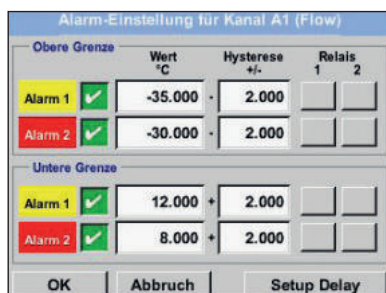 Alarm-Einstellung für Kanal A1 (Flow)
Obere Grenze
Wert °C Hysterese +/- Relais 1 2
Alarm 1 -35.000 - 2.000
Alarm 2 -30.000 - 2.000
Untere Grenze
Alarm 1 12.000 + 2.000
Alarm 2 8.000 + 2.000
OK Abbruch Setup Delay